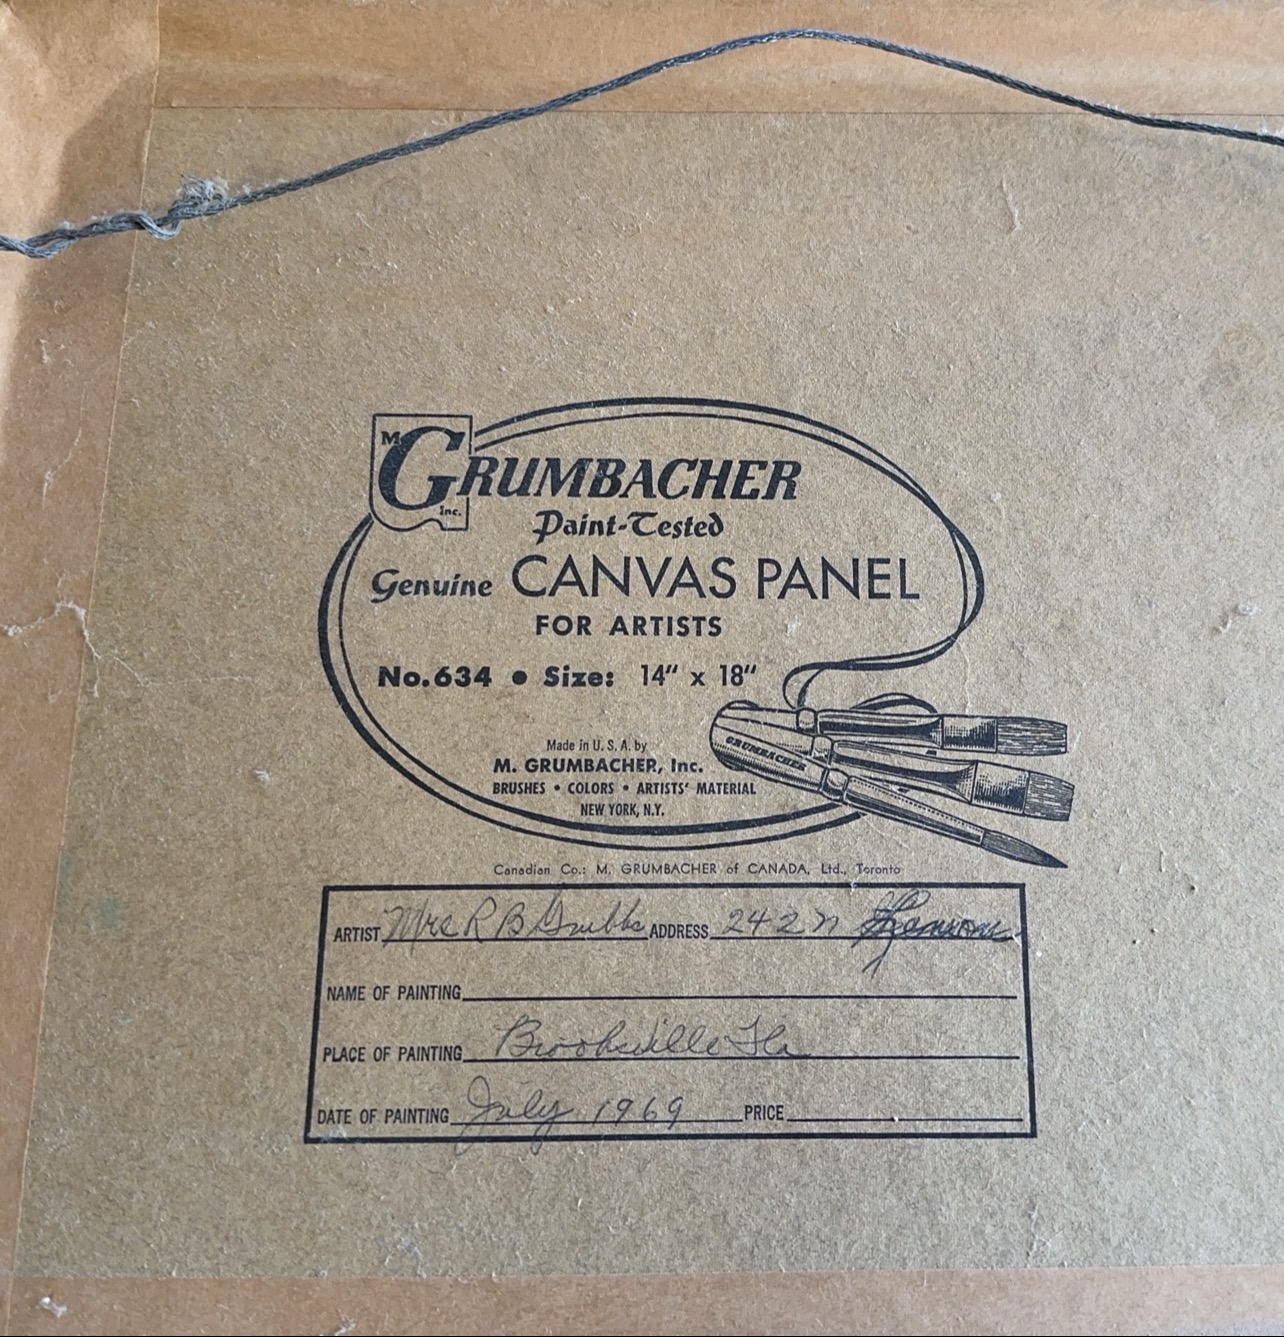 M GRUMBACHER Inc.
Paint-Tested
Genuine CANVAS PANEL
FOR ARTISTS
No.634 • Size: 14" x 18"
GRUMBACHER
Made in U.S.A. by
M. GRUMBACHER, Inc.
BRUSHES • COLORS • ARTISTS' MATERIAL
NEW YORK, N.Y.
Canadian Co.: M. GRUMBACHER of CANADA, Ltd., Toronto
ARTIST Mrs R B Grubbs ADDRESS 242 N
NAME OF PAINTING
PLACE OF PAINTING Brooksville Fla
DATE OF PAINTING July 1969 PRICE